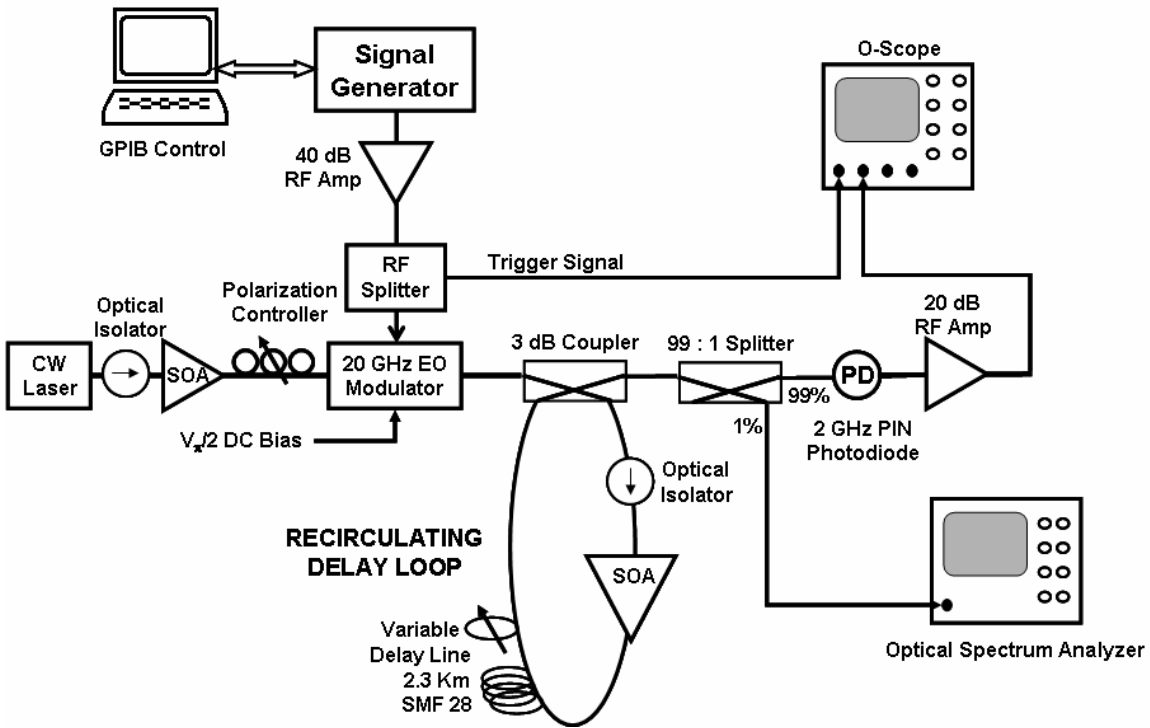 Signal
Generator
O-Scope
GPIB Control
40 dB
RF Amp
RF
Splitter
Trigger Signal
Polarization
Controller
Optical
Isolator
20 dB
RF Amp
CW
Laser
SOA
20 GHz EO
Modulator
3 dB Coupler
99 : 1 Splitter
99%
1%
PD
2 GHz PIN
Photodiode
Vπ/2 DC Bias
Optical
Isolator
RECIRCULATING
DELAY LOOP
SOA
Variable
Delay Line
2.3 Km
SMF 28
Optical Spectrum Analyzer